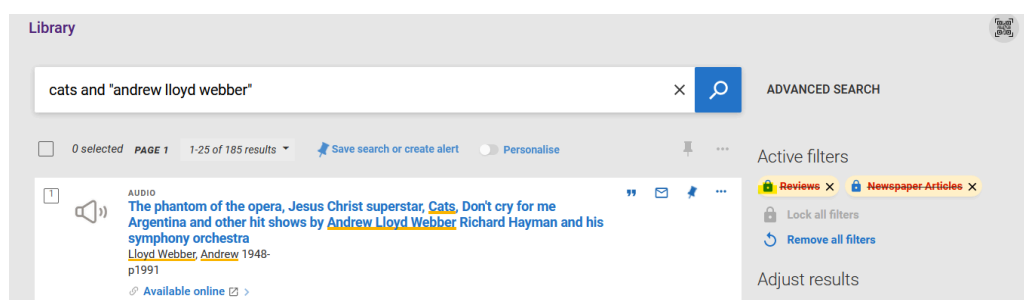 Library
cats and "andrew lloyd webber"
ADVANCED SEARCH
0 selected PAGE 1 1-25 of 185 results Save search or create alert Personalise
Active filters
Reviews Newspaper Articles
Lock all filters
Remove all filters
Adjust results
1
AUDIO
The phantom of the opera, Jesus Christ superstar, Cats, Don't cry for me
Argentina and other hit shows by Andrew Lloyd Webber Richard Hayman and his
symphony orchestra
Lloyd Webber, Andrew 1948-
p1991
Available online